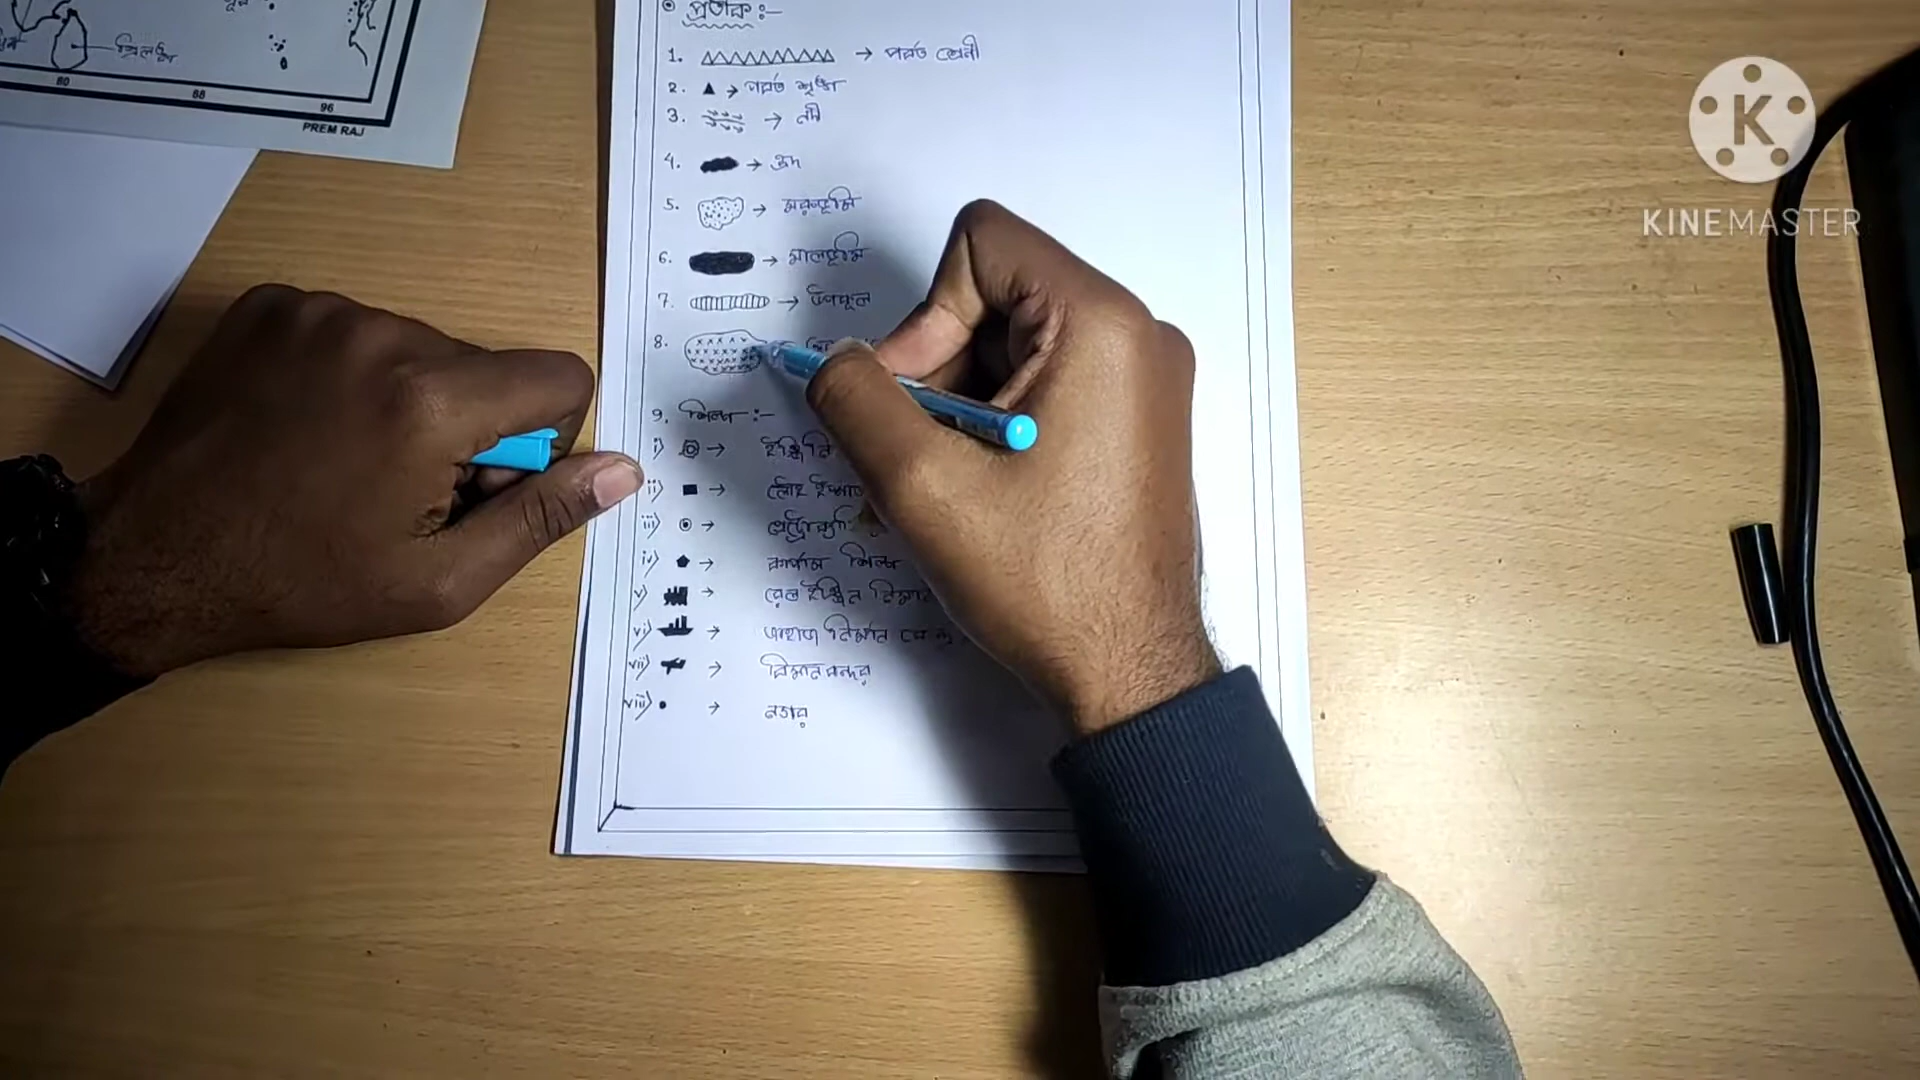 শ্রিলঙ্কা
80 88 96
PREM RAJ
প্রতীক :-
1. → পর্বত শ্রেনী
2. → পর্বত শৃঙ্গ
3. → নদী
4. → হ্রদ
5. → মরুভূমি
6. → মালভূমি
7. → উপকূল
8.
9. শিল্প :-
i) →
ii) → লৌহ ইস্পাত
iii) →
iv) → কার্পাস শিল্প
v) → রেল ইঞ্জিন
vi) → জাহাজ নির্মান
vii) → বিমান বন্দর
viii) →
K
KINEMASTER